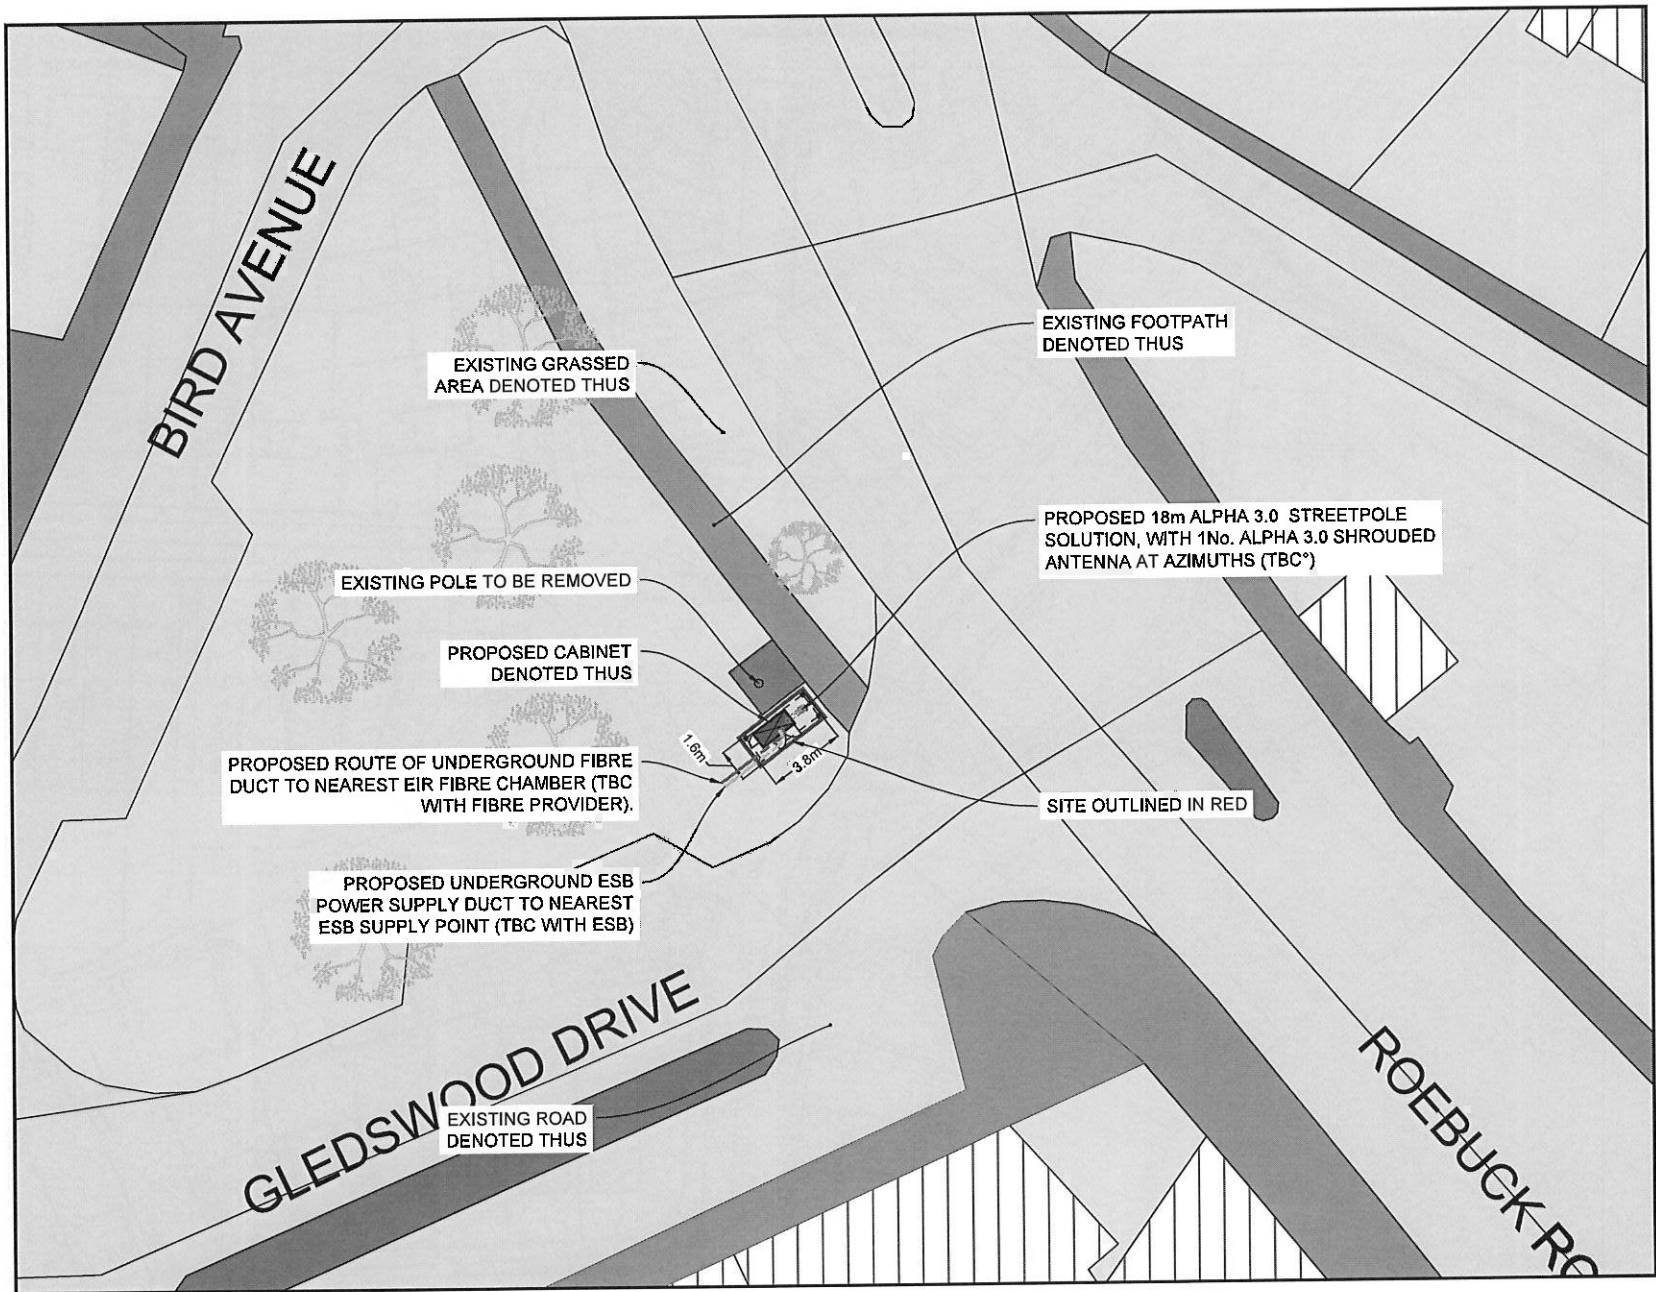 BIRD AVENUE
EXISTING FOOTPATH
DENOTED THUS
EXISTING GRASSED
AREA DENOTED THUS
PROPOSED 18m ALPHA 3.0 STREETPOLE
SOLUTION, WITH 1No. ALPHA 3.0 SHROUDED
ANTENNA AT AZIMUTHS (TBC°)
EXISTING POLE TO BE REMOVED
PROPOSED CABINET
DENOTED THUS
1.6m
3.8m
PROPOSED ROUTE OF UNDERGROUND FIBRE
DUCT TO NEAREST EIR FIBRE CHAMBER (TBC
WITH FIBRE PROVIDER).
SITE OUTLINED IN RED
PROPOSED UNDERGROUND ESB
POWER SUPPLY DUCT TO NEAREST
ESB SUPPLY POINT (TBC WITH ESB)
GLEDSWOOD DRIVE
EXISTING ROAD
DENOTED THUS
ROEBUCK RO